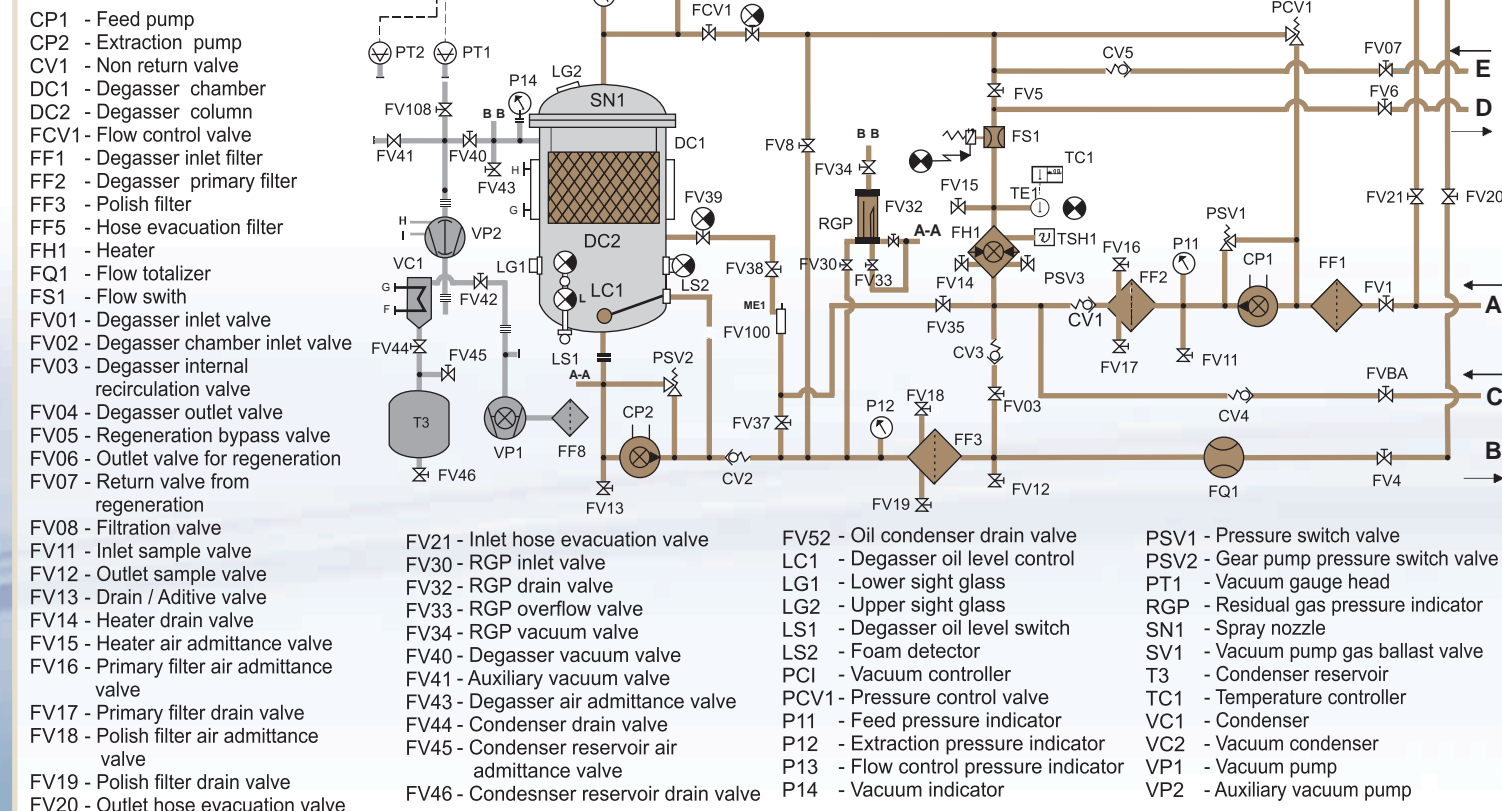 CP1 - Feed pump
CP2 - Extraction pump
CV1 - Non return valve
DC1 - Degasser chamber
DC2 - Degasser column
FCV1 - Flow control valve
FF1 - Degasser inlet filter
FF2 - Degasser primary filter
FF3 - Polish filter
FF5 - Hose evacuation filter
FH1 - Heater
FQ1 - Flow totalizer
FS1 - Flow swith
FV01 - Degasser inlet valve
FV02 - Degasser chamber inlet valve
FV03 - Degasser internal
recirculation valve
FV04 - Degasser outlet valve
FV05 - Regeneration bypass valve
FV06 - Outlet valve for regeneration
FV07 - Return valve from
regeneration
FV08 - Filtration valve
FV11 - Inlet sample valve
FV12 - Outlet sample valve
FV13 - Drain / Aditive valve
FV14 - Heater drain valve
FV15 - Heater air admittance valve
FV16 - Primary filter air admittance
valve
FV17 - Primary filter drain valve
FV18 - Polish filter air admittance
valve
FV19 - Polish filter drain valve
FV20 - Outlet hose evacuation valve
FV21 - Inlet hose evacuation valve
FV30 - RGP inlet valve
FV32 - RGP drain valve
FV33 - RGP overflow valve
FV34 - RGP vacuum valve
FV40 - Degasser vacuum valve
FV41 - Auxiliary vacuum valve
FV43 - Degasser air admittance valve
FV44 - Condenser drain valve
FV45 - Condenser reservoir air
admittance valve
FV46 - Condesnser reservoir drain valve
FV52 - Oil condenser drain valve
LC1 - Degasser oil level control
LG1 - Lower sight glass
LG2 - Upper sight glass
LS1 - Degasser oil level switch
LS2 - Foam detector
PCI - Vacuum controller
PCV1 - Pressure control valve
P11 - Feed pressure indicator
P12 - Extraction pressure indicator
P13 - Flow control pressure indicator
P14 - Vacuum indicator
PSV1 - Pressure switch valve
PSV2 - Gear pump pressure switch valve
PT1 - Vacuum gauge head
RGP - Residual gas pressure indicator
SN1 - Spray nozzle
SV1 - Vacuum pump gas ballast valve
T3 - Condenser reservoir
TC1 - Temperature controller
VC1 - Condenser
VC2 - Vacuum condenser
VP1 - Vacuum pump
VP2 - Auxiliary vacuum pump
FCV1
PCV1
PT2
PT1
CV5
FV07
E
LG2
P14
SN1
FV5
FV6
D
FV108
B B
FS1
FV41
FV40
DC1
FV8
B B
TC1
FV43
H
FV34
FV15
TE1
FV21
FV20
G
FV39
FV32
PSV1
H
I
VP2
DC2
RGP
A-A
FH1
TSH1
FV16
P11
VC1
LG1
FV38
FV30
FV33
FF2
CP1
FF1
G
F
FV42
LC1
LS2
L
FV14
PSV3
FV1
A
ME1
FV100
FV35
CV1
FV44
FV45
LS1
PSV2
CV3
FV17
FV11
A-A
FVBA
C
T3
CP2
FV37
P12
FV18
FV03
CV4
VP1
FF8
FF3
B
FV46
CV2
FV12
FQ1
FV4
FV13
FV19